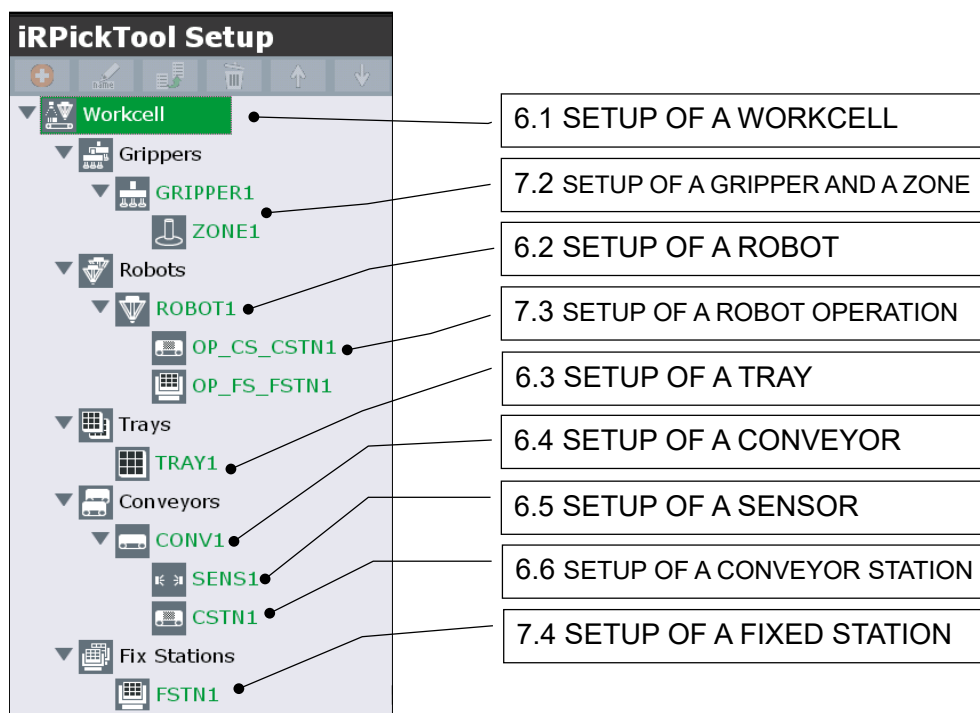 iRPickTool Setup
name
Workcell
Grippers
GRIPPER1
ZONE1
Robots
ROBOT1
OP_CS_CSTN1
OP_FS_FSTN1
Trays
TRAY1
Conveyors
CONV1
SENS1
CSTN1
Fix Stations
FSTN1
6.1 SETUP OF A WORKCELL
7.2 SETUP OF A GRIPPER AND A ZONE
6.2 SETUP OF A ROBOT
7.3 SETUP OF A ROBOT OPERATION
6.3 SETUP OF A TRAY
6.4 SETUP OF A CONVEYOR
6.5 SETUP OF A SENSOR
6.6 SETUP OF A CONVEYOR STATION
7.4 SETUP OF A FIXED STATION